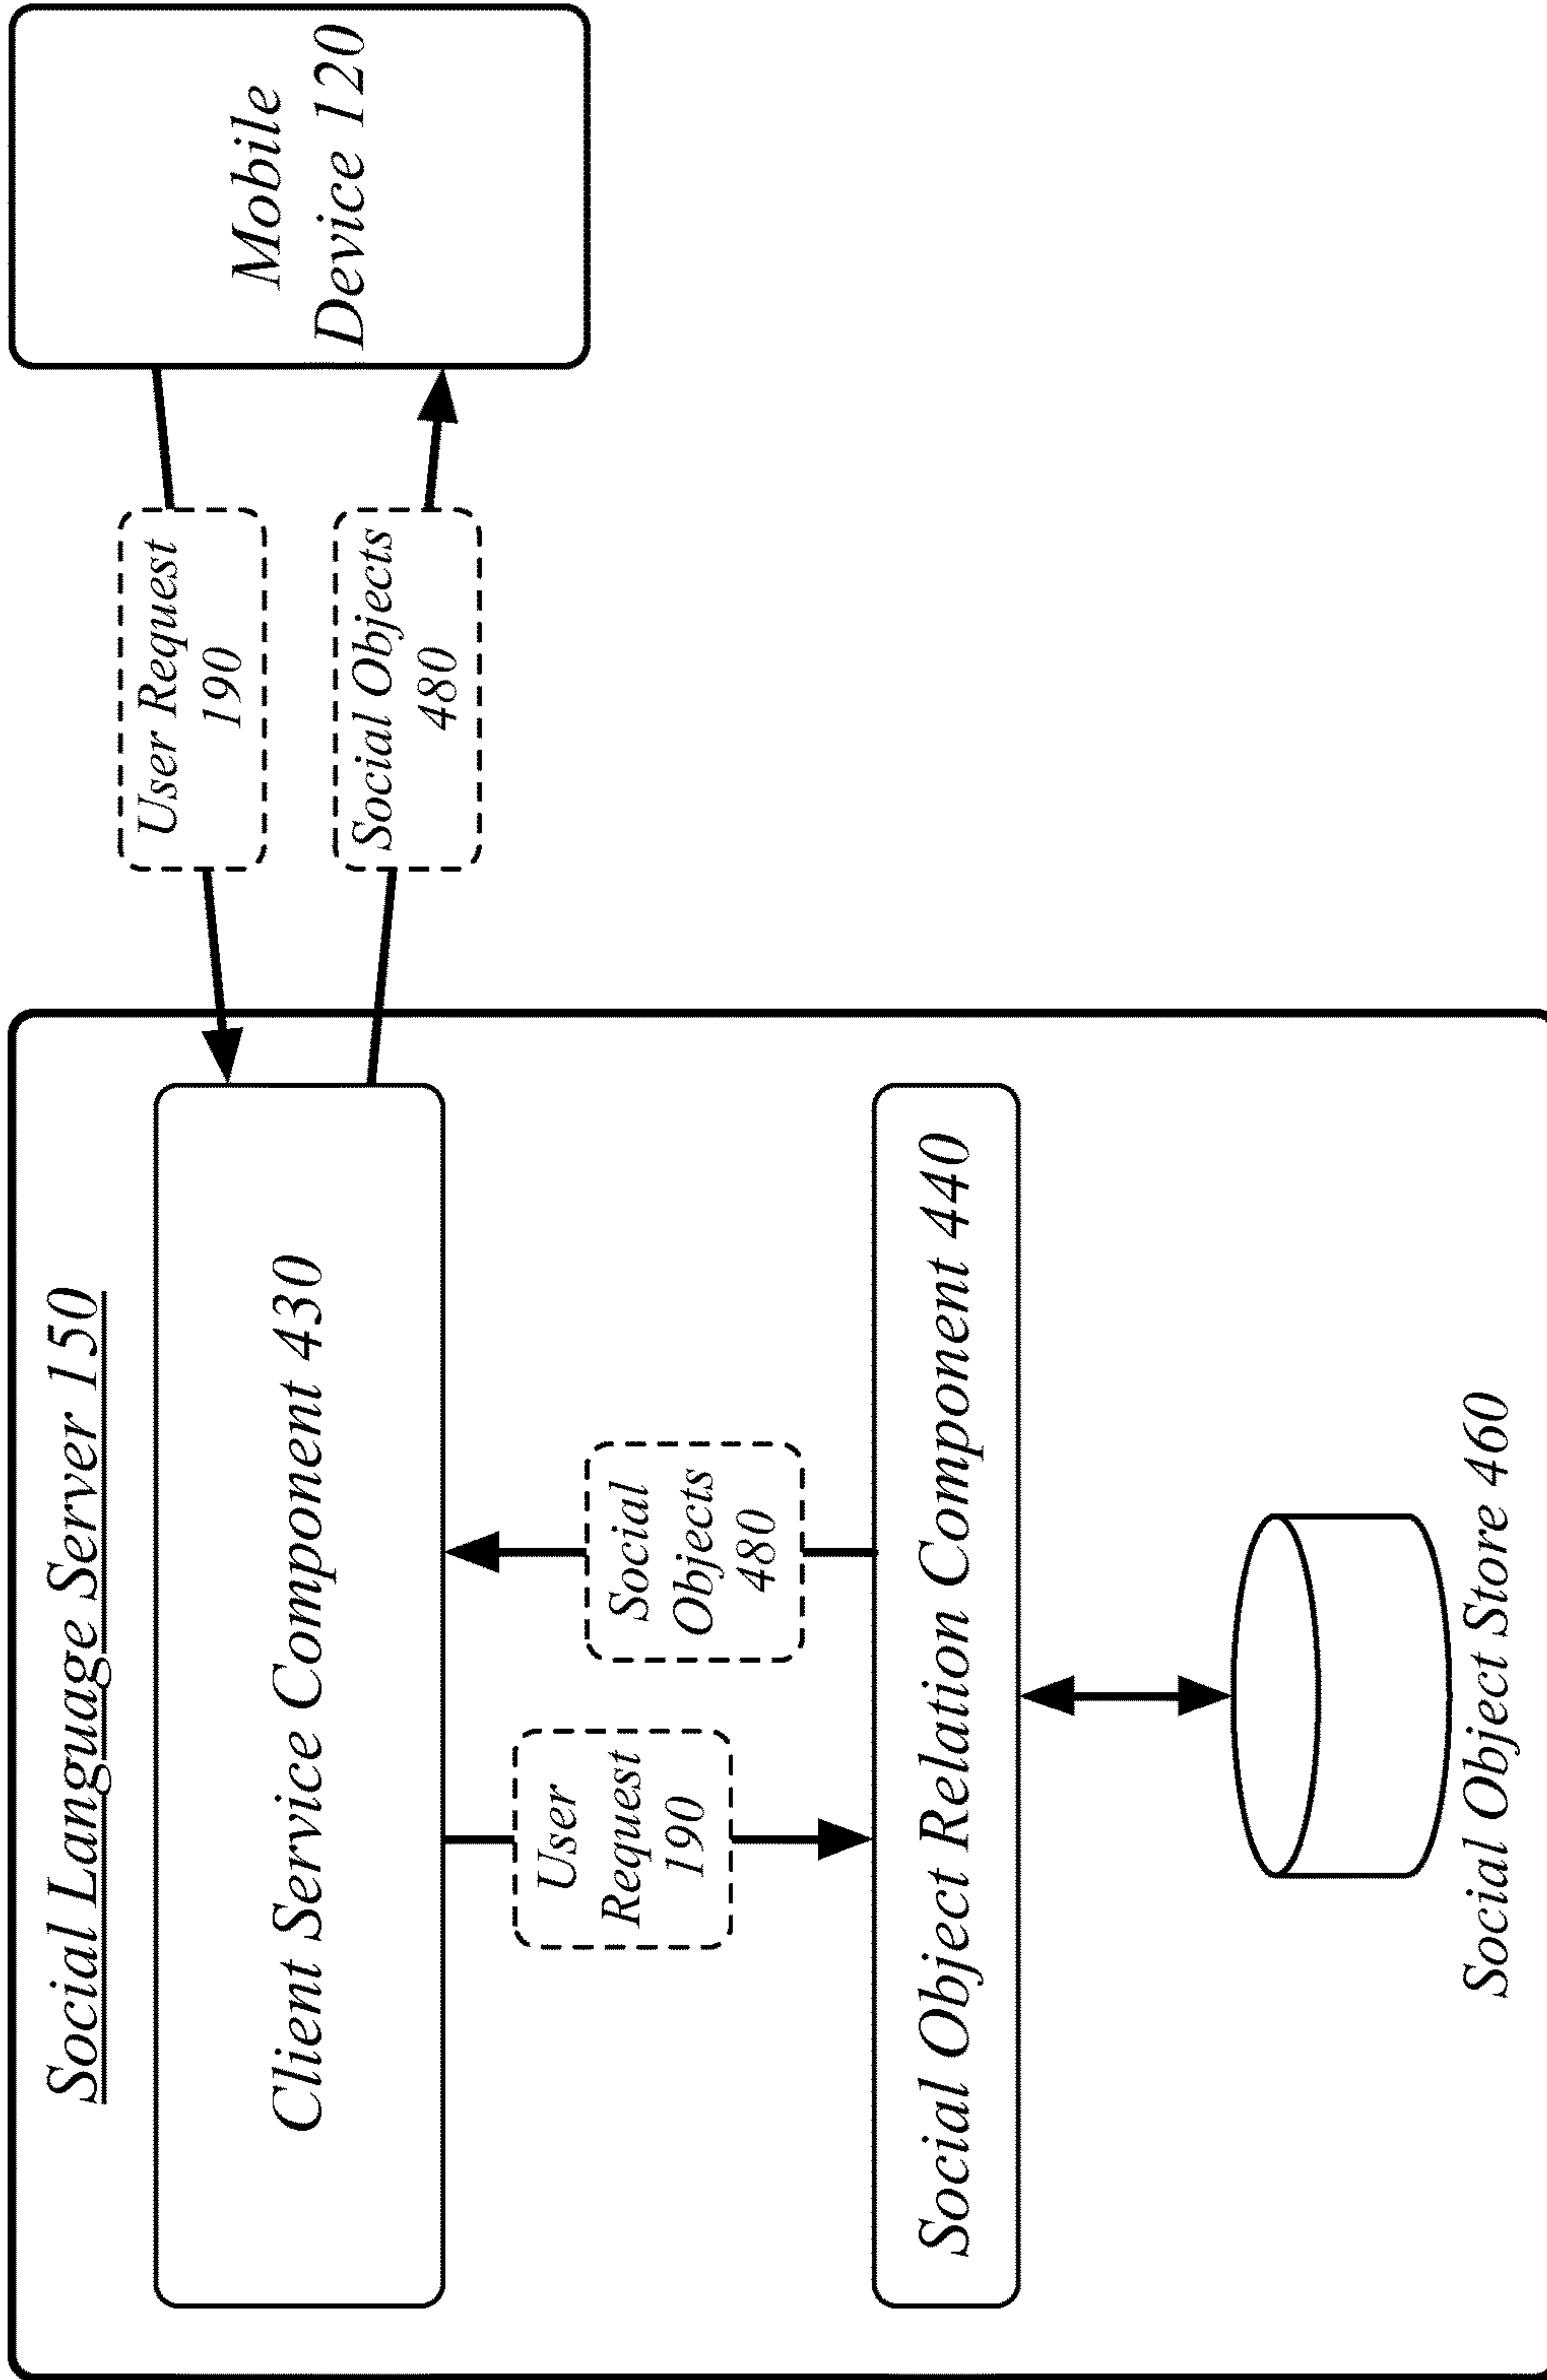 Social Language Server 150
Client Service Component 430
User
Request
190
Social
Objects
480
Social Object Relation Component 440
Social Object Store 460
User Request
190
Social Objects
480
Mobile
Device 120